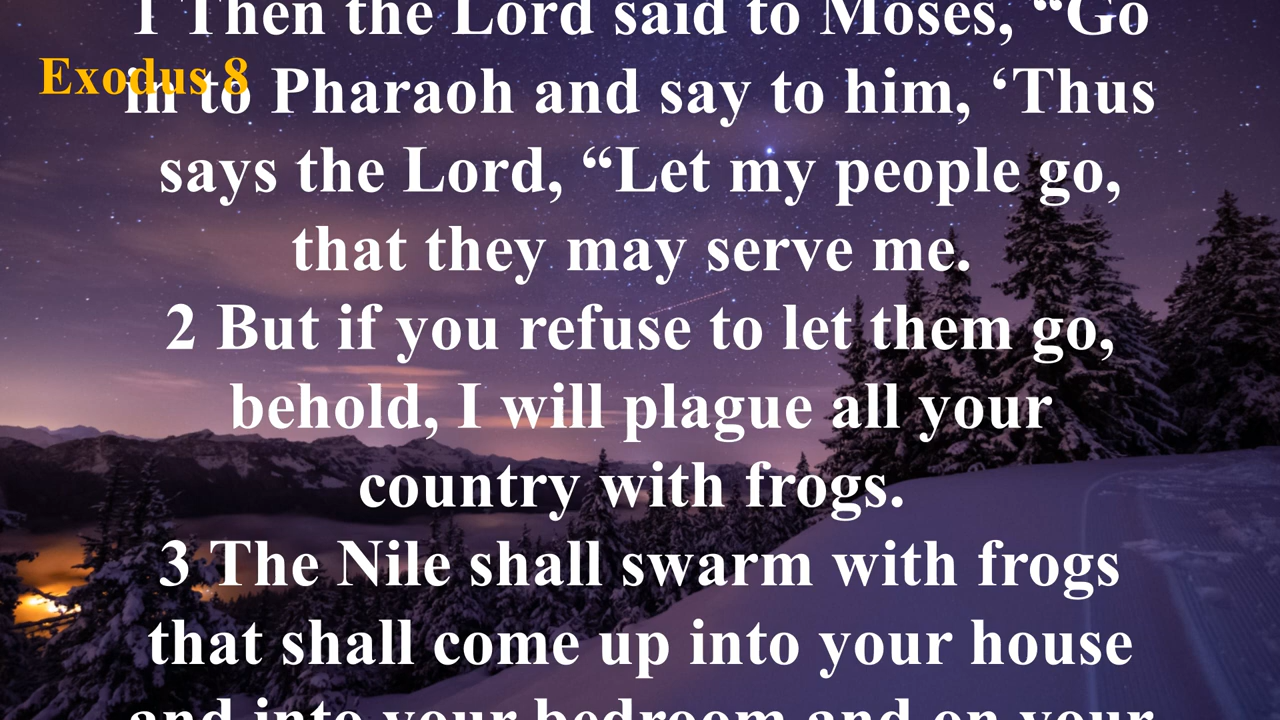 1 Then the Lord said to Moses, “Go
Exodus 8
in to Pharaoh and say to him, ‘Thus
says the Lord, “Let my people go,
that they may serve me.
2 But if you refuse to let them go,
behold, I will plague all your
country with frogs.
3 The Nile shall swarm with frogs
that shall come up into your house
and into your bedroom and on your